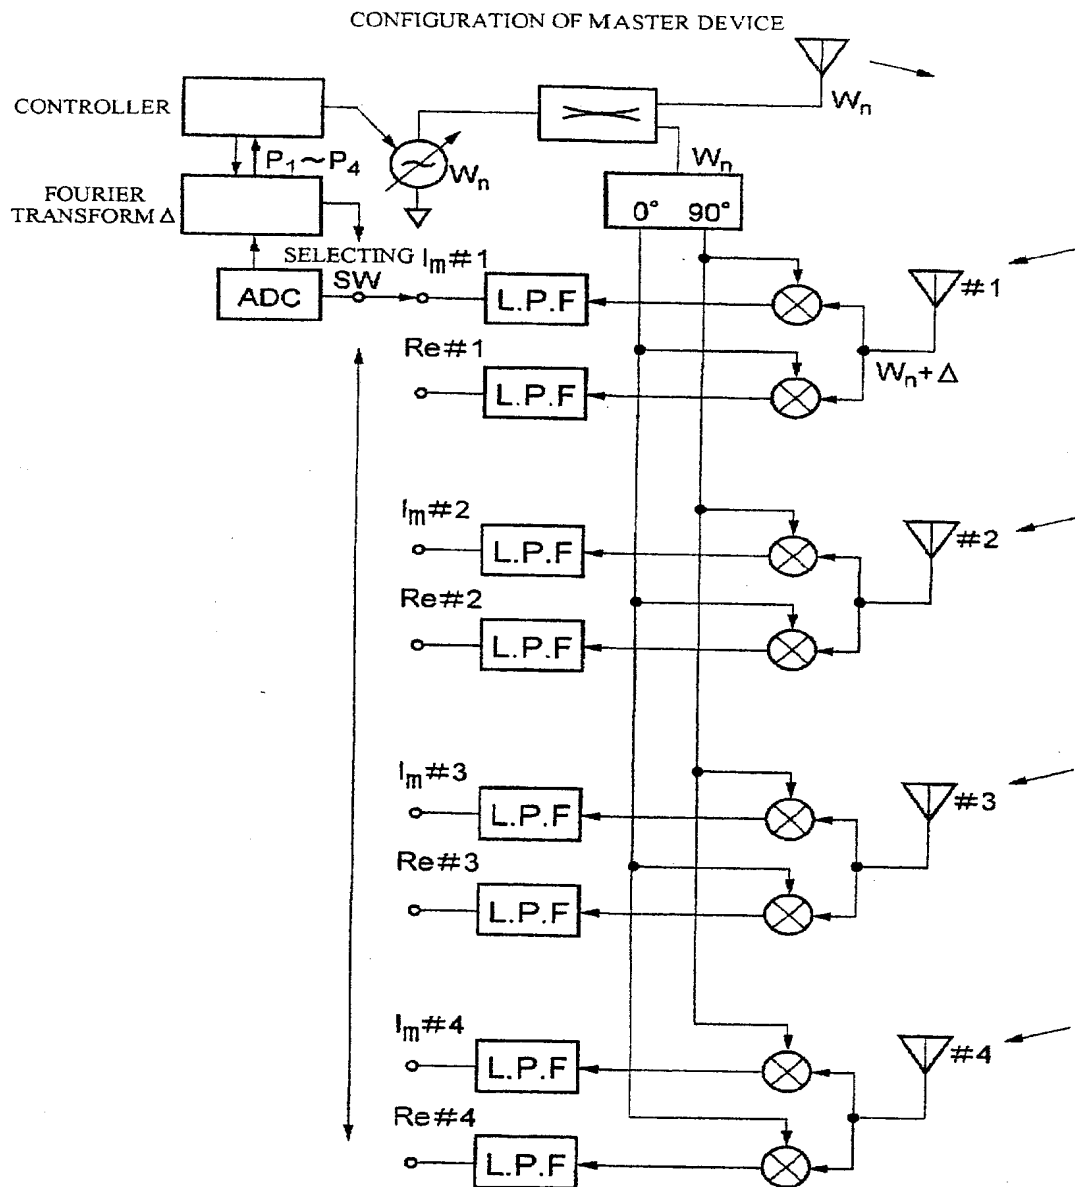 CONFIGURATION OF MASTER DEVICE
CONTROLLER
Wn
P1~P4
Wn
Wn
FOURIER
TRANSFORM Δ
0° 90°
SELECTING Im#1
SW
ADC
L.P.F
#1
Re#1
Wn+Δ
L.P.F
Im#2
L.P.F
#2
Re#2
L.P.F
Im#3
L.P.F
#3
Re#3
L.P.F
Im#4
L.P.F
#4
Re#4
L.P.F